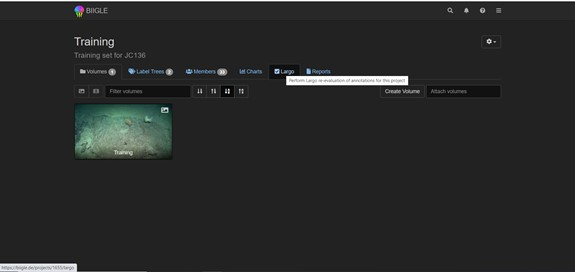 BIIGLE
Training
Training set for JC136
Volumes 1 Label Trees 2 Members Charts Largo Reports
Perform Largo re-evaluation of annotations for this project
Filter volumes Create Volume Attach volumes
Training
https://biigle.de/projects/1655/largo